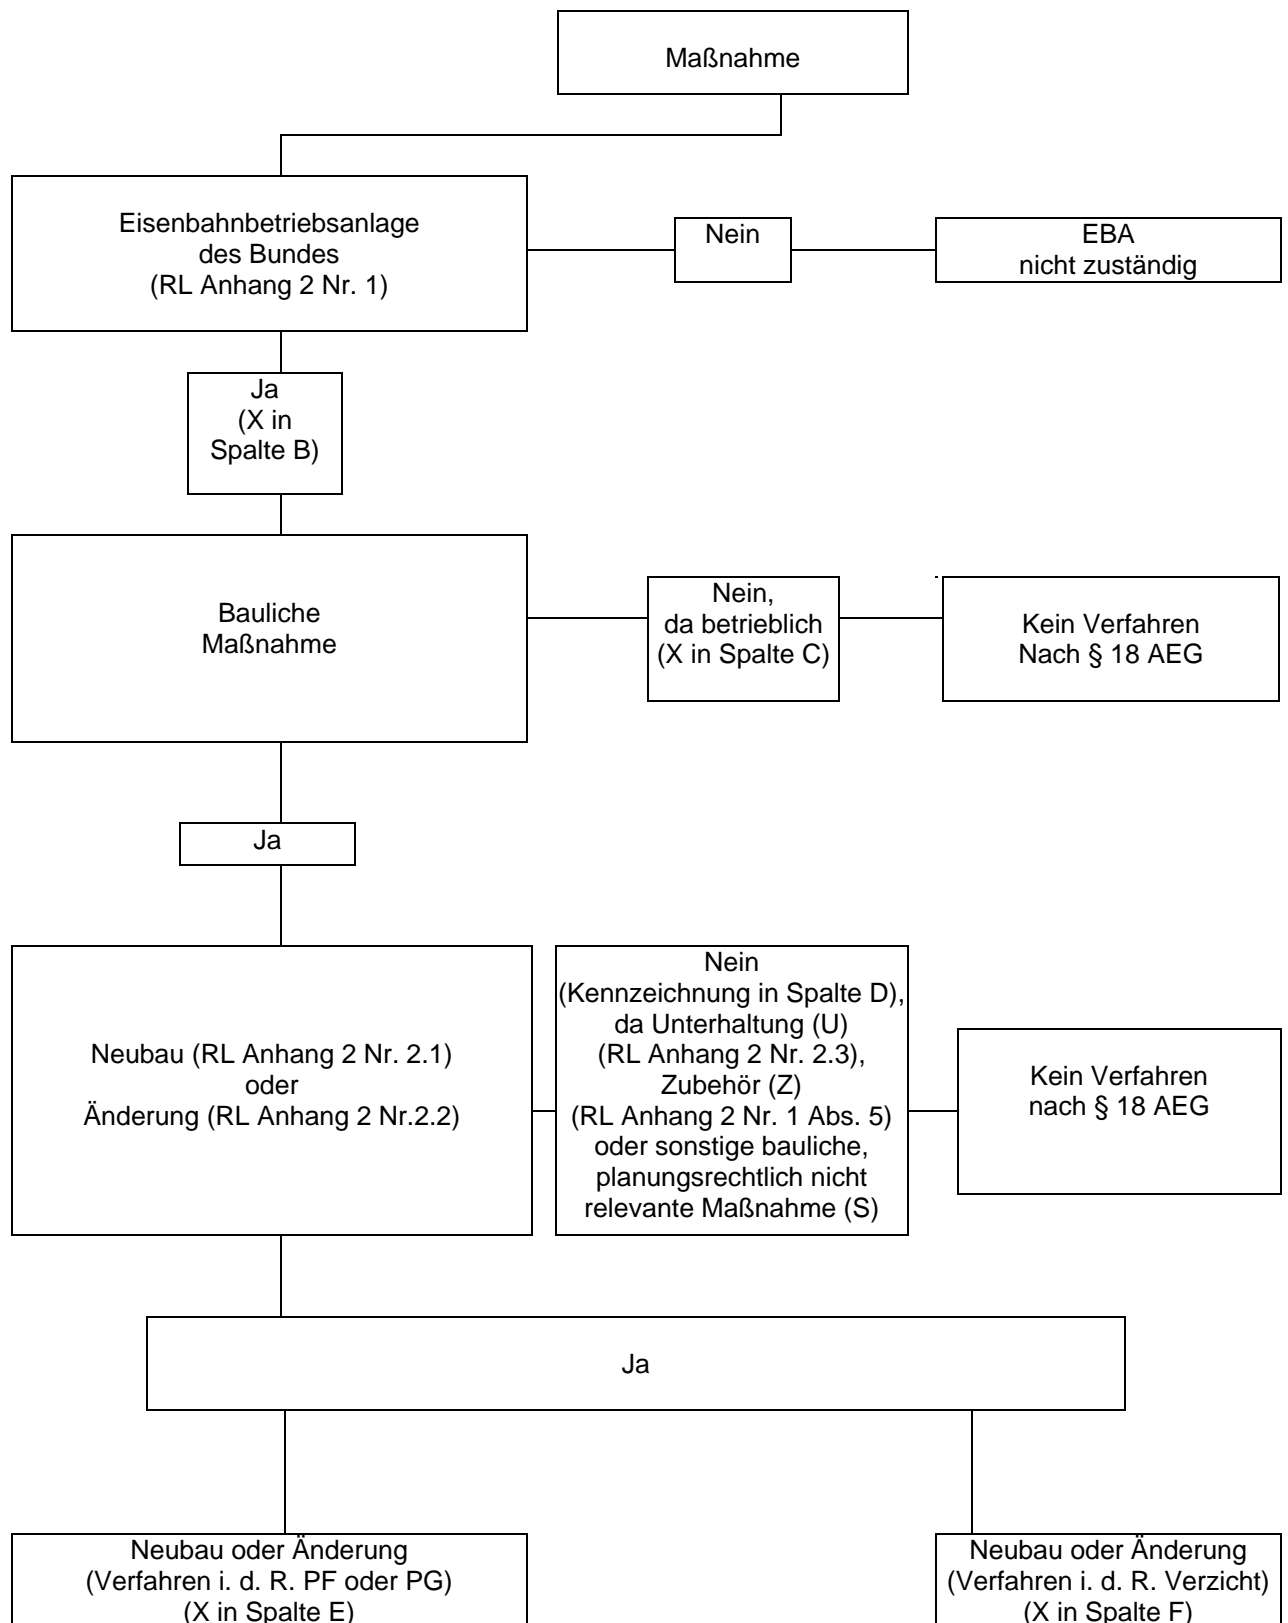 Maßnahme
Eisenbahnbetriebsanlage
des Bundes
(RL Anhang 2 Nr. 1)
Nein
EBA
nicht zuständig
Ja
(X in
Spalte B)
Bauliche
Maßnahme
Nein,
da betrieblich
(X in Spalte C)
Kein Verfahren
Nach § 18 AEG
Ja
Neubau (RL Anhang 2 Nr. 2.1)
oder
Änderung (RL Anhang 2 Nr.2.2)
Nein
(Kennzeichnung in Spalte D),
da Unterhaltung (U)
(RL Anhang 2 Nr. 2.3),
Zubehör (Z)
(RL Anhang 2 Nr. 1 Abs. 5)
oder sonstige bauliche,
planungsrechtlich nicht
relevante Maßnahme (S)
Kein Verfahren
nach § 18 AEG
Ja
Neubau oder Änderung
(Verfahren i. d. R. PF oder PG)
(X in Spalte E)
Neubau oder Änderung
(Verfahren i. d. R. Verzicht)
(X in Spalte F)